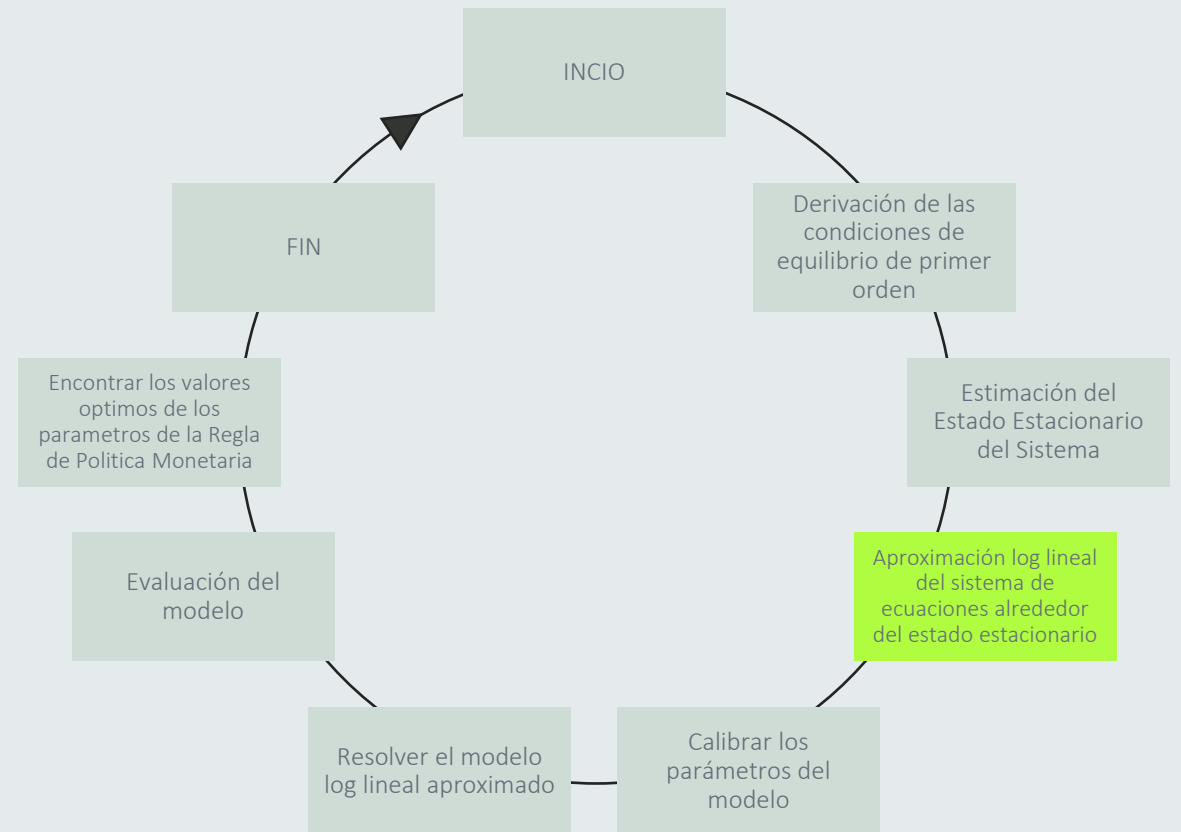 INCIO
Derivación de las
condiciones de
equilibrio de primer
orden
Estimación del
Estado Estacionario
del Sistema
Aproximación log lineal
del sistema de
ecuaciones alrededor
del estado estacionario
Calibrar los
parámetros del
modelo
Resolver el modelo
log lineal aproximado
Evaluación del
modelo
Encontrar los valores
optimos de los
parametros de la Regla
de Politica Monetaria
FIN